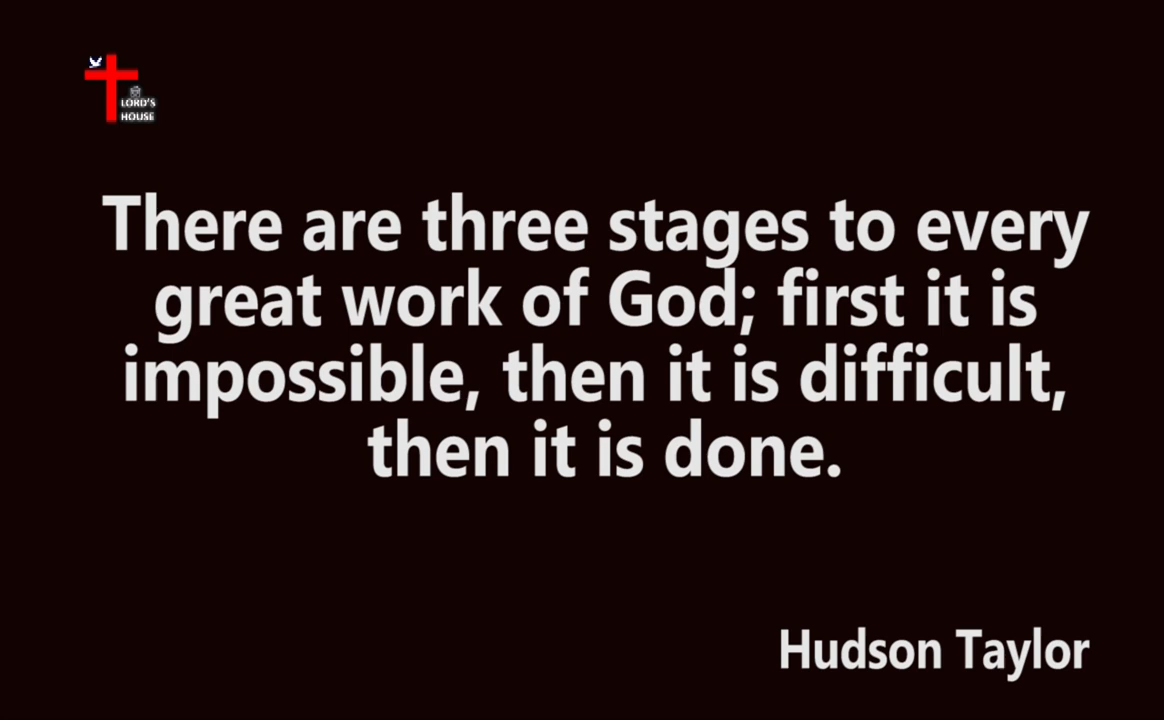 LORD'S
HOUSE
There are three stages to every
great work of God; first it is
impossible, then it is difficult,
then it is done.
Hudson Taylor